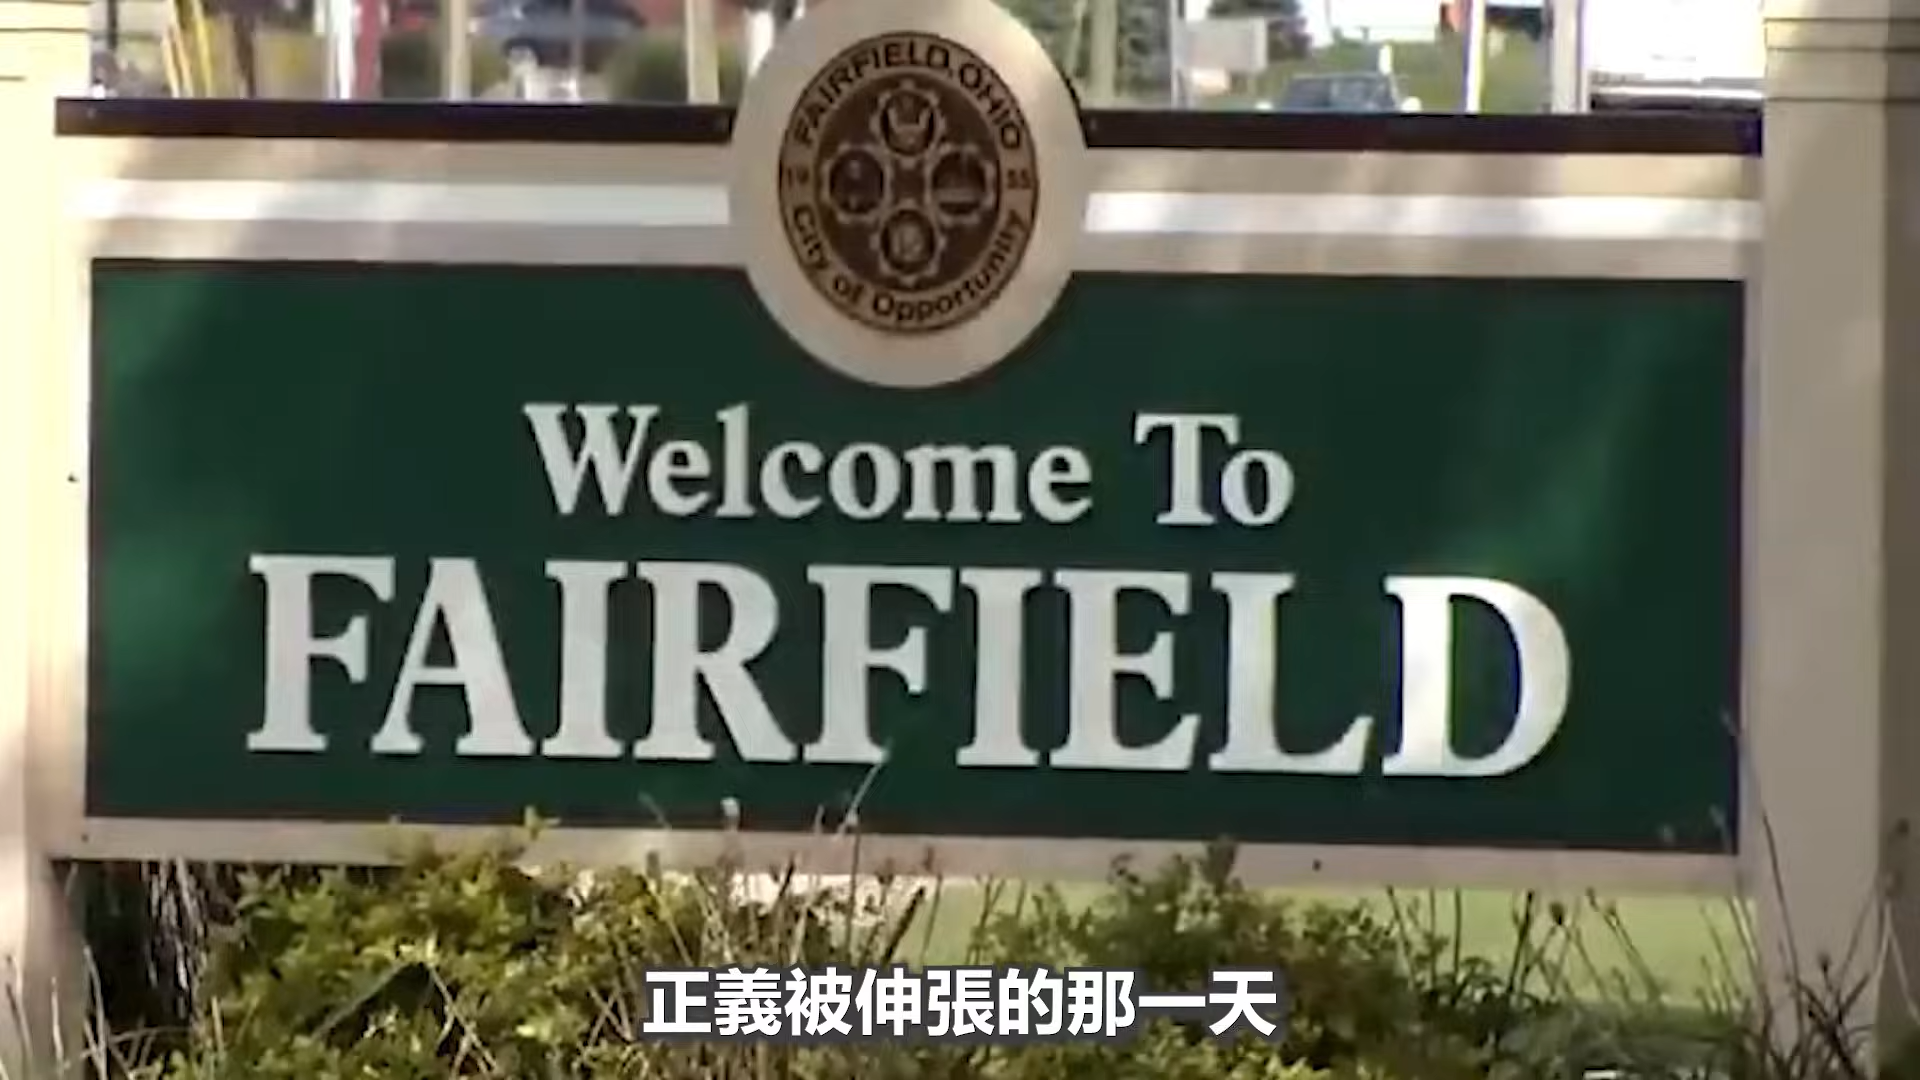 FAIRFIELD, OHIO
19 55
City of Opportunity
Welcome To
FAIRFIELD
正義被伸張的那一天